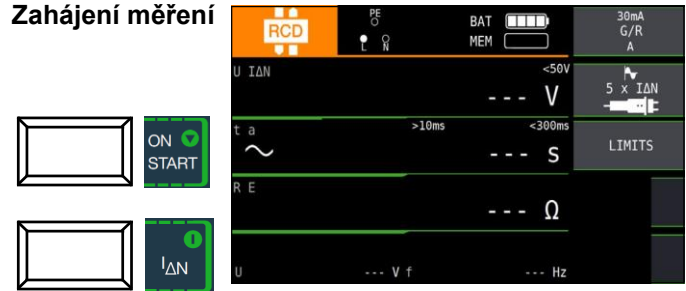 Zahájení měření
RCD
PE
L N
BAT
MEM
30mA
G/R
A
U IΔN
<50V
--- V
5 x IΔN
t a
>10ms
<300ms
--- s
LIMITS
ON
START
R E
--- Ω
IΔN
U --- V f --- Hz